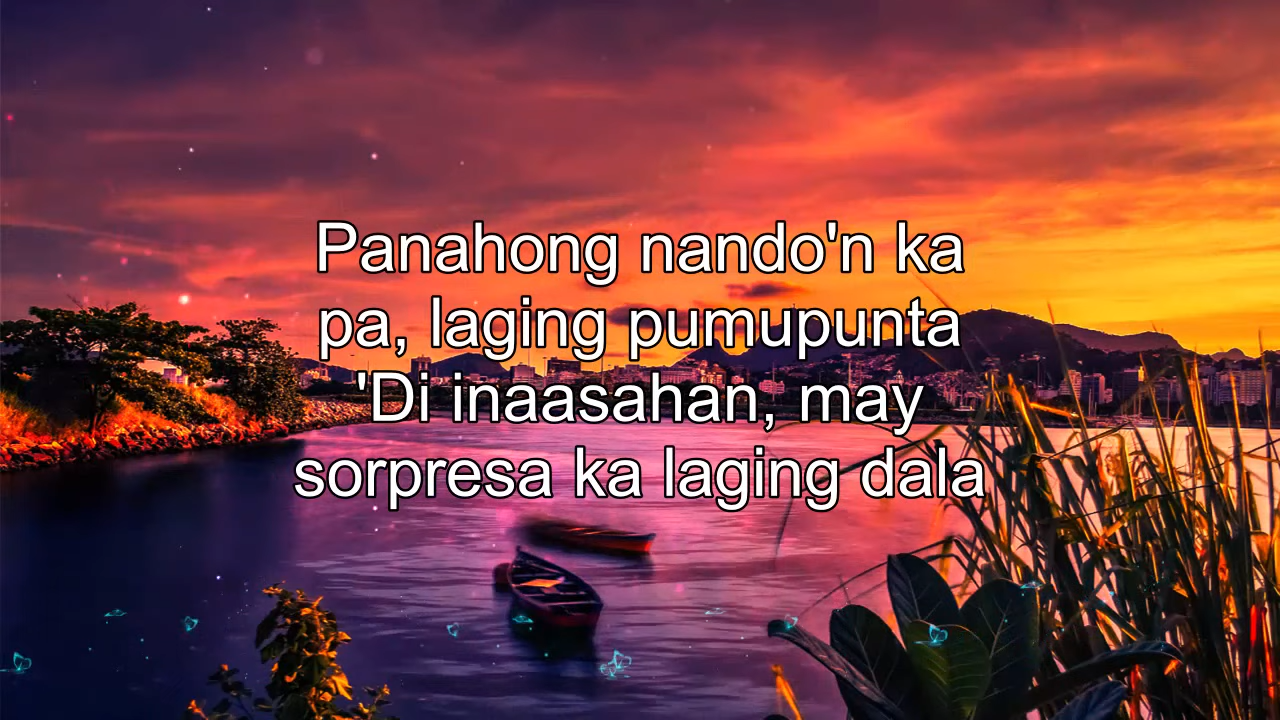 Panahong nando'n ka
pa, laging pumupunta
'Di inaasahan, may
sorpresa ka laging dala